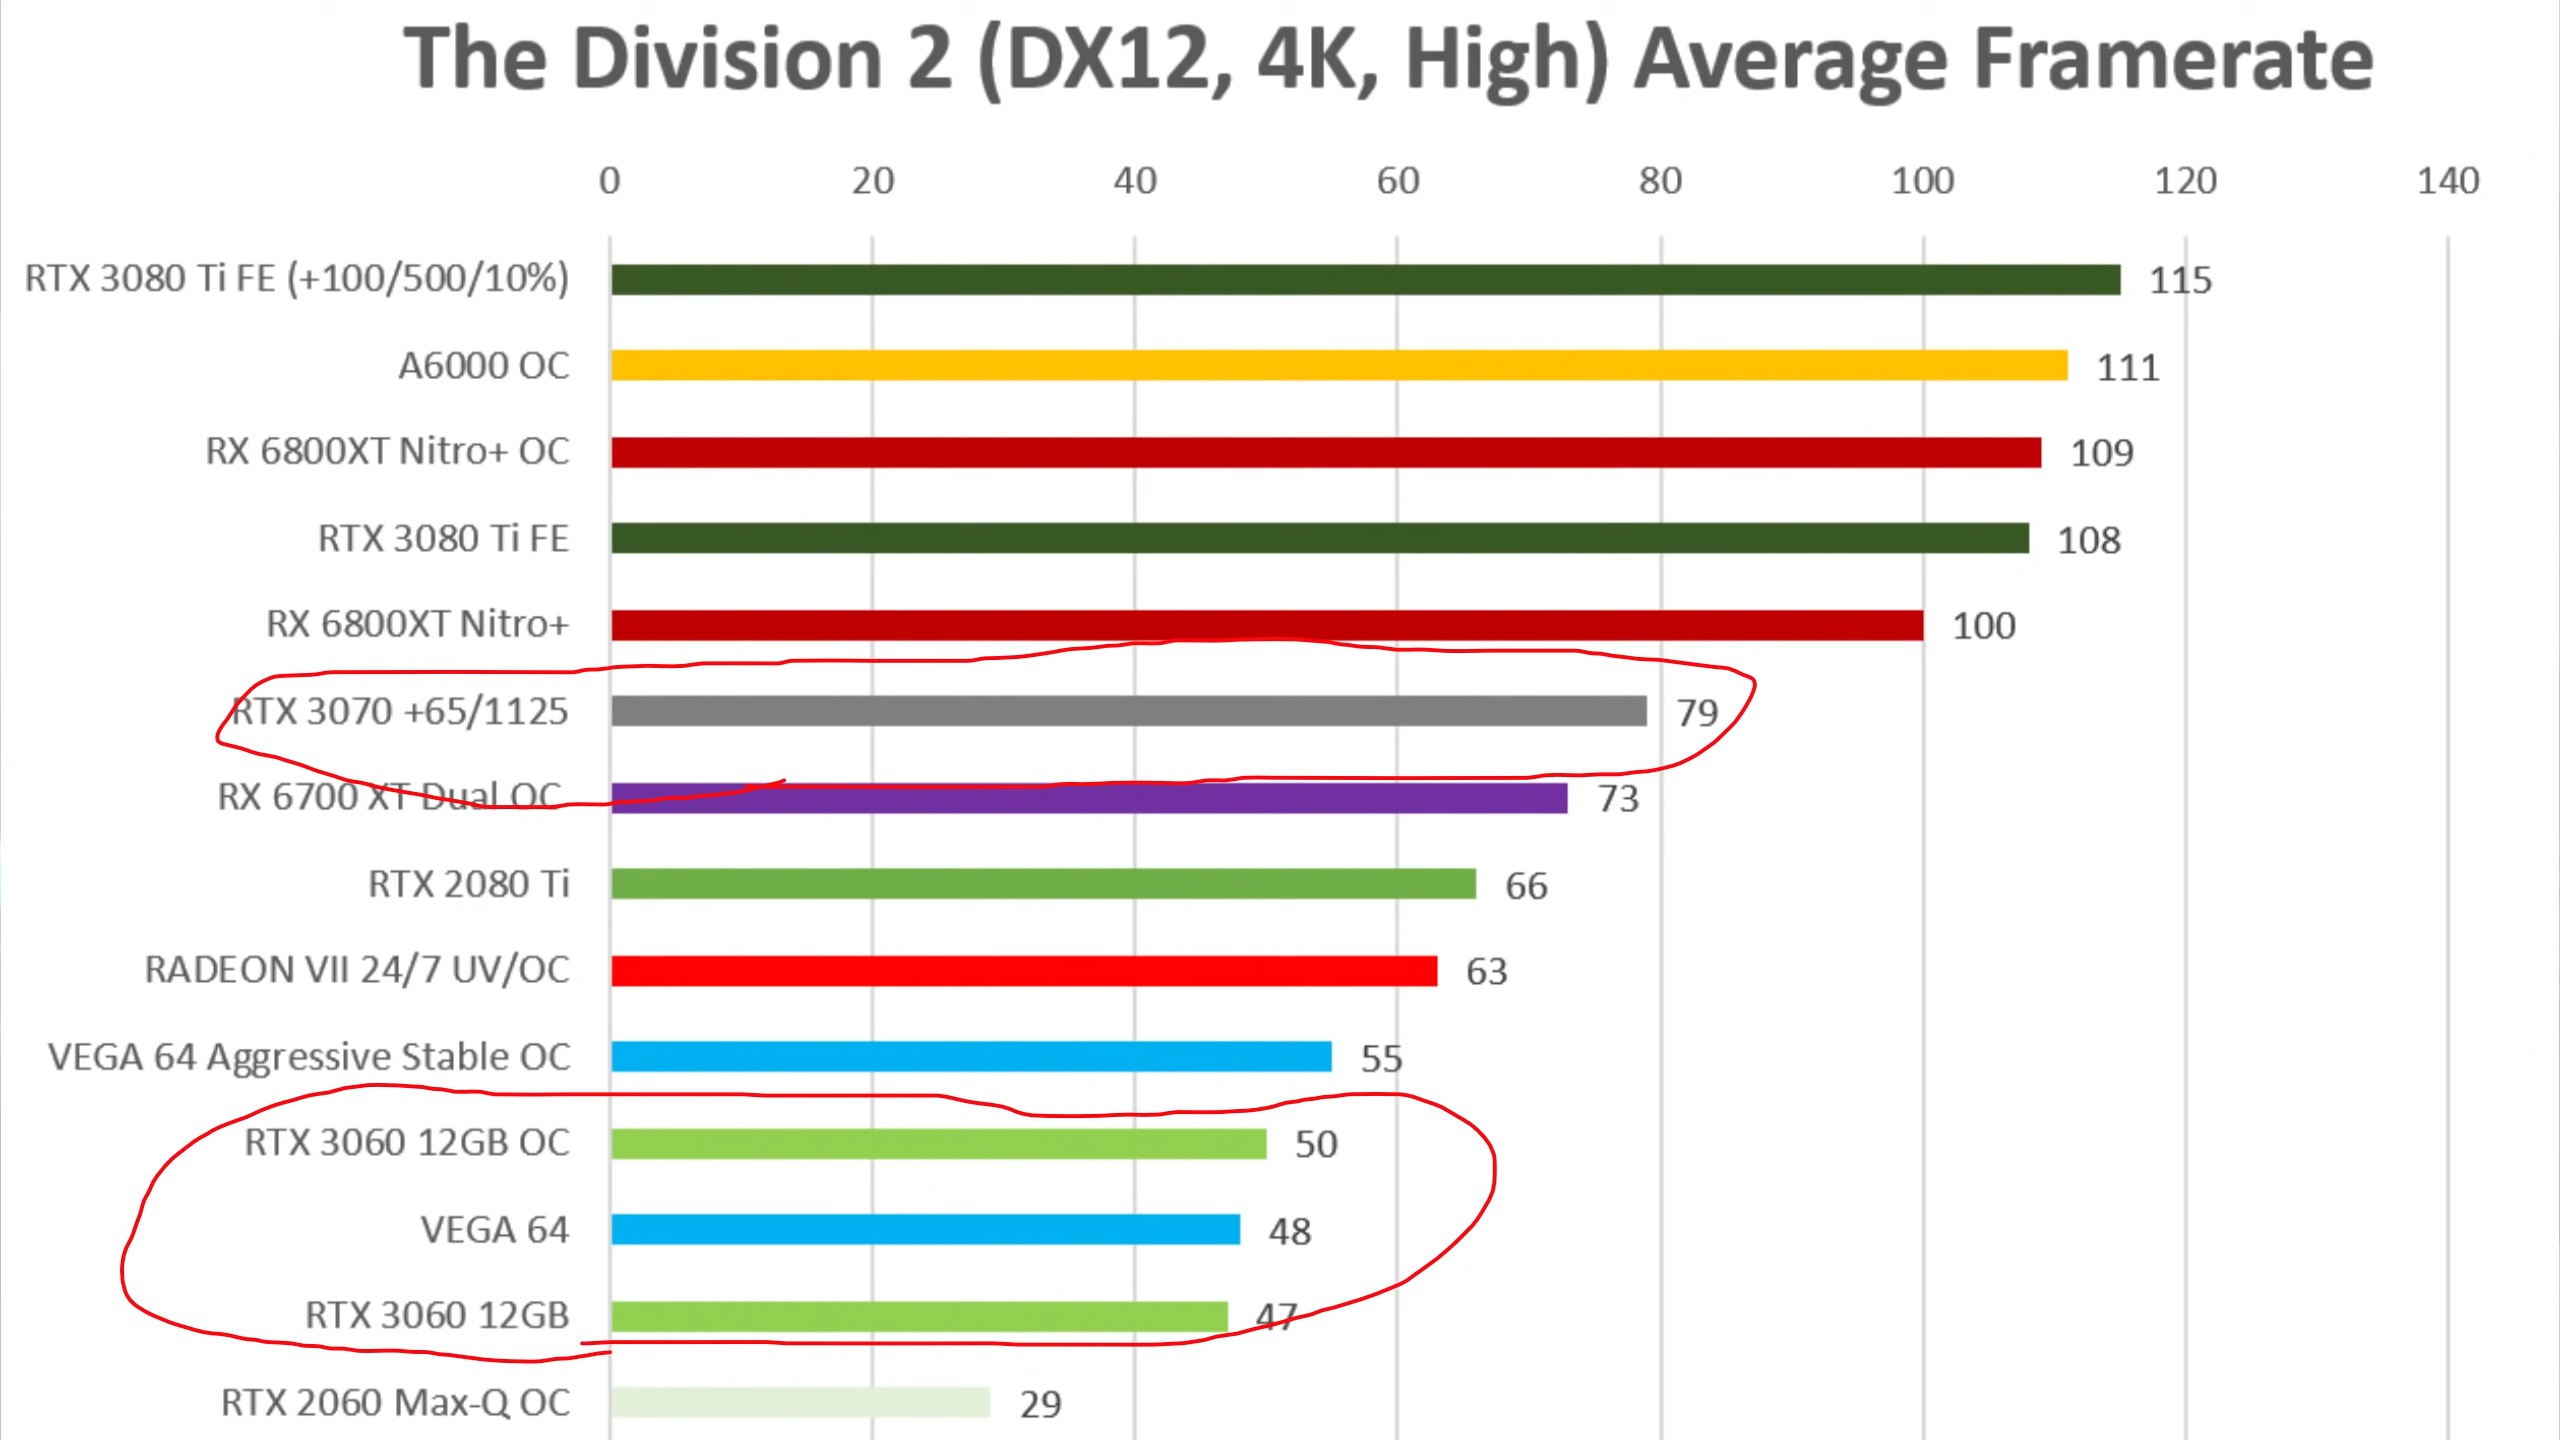 The Division 2 (DX12, 4K, High) Average Framerate
0 20 40 60 80 100 120 140
RTX 3080 Ti FE (+100/500/10%) 115
A6000 OC 111
RX 6800XT Nitro+ OC 109
RTX 3080 Ti FE 108
RX 6800XT Nitro+ 100
RTX 3070 +65/1125 79
RX 6700 XT Dual OC 73
RTX 2080 Ti 66
RADEON VII 24/7 UV/OC 63
VEGA 64 Aggressive Stable OC 55
RTX 3060 12GB OC 50
VEGA 64 48
RTX 3060 12GB 47
RTX 2060 Max-Q OC 29